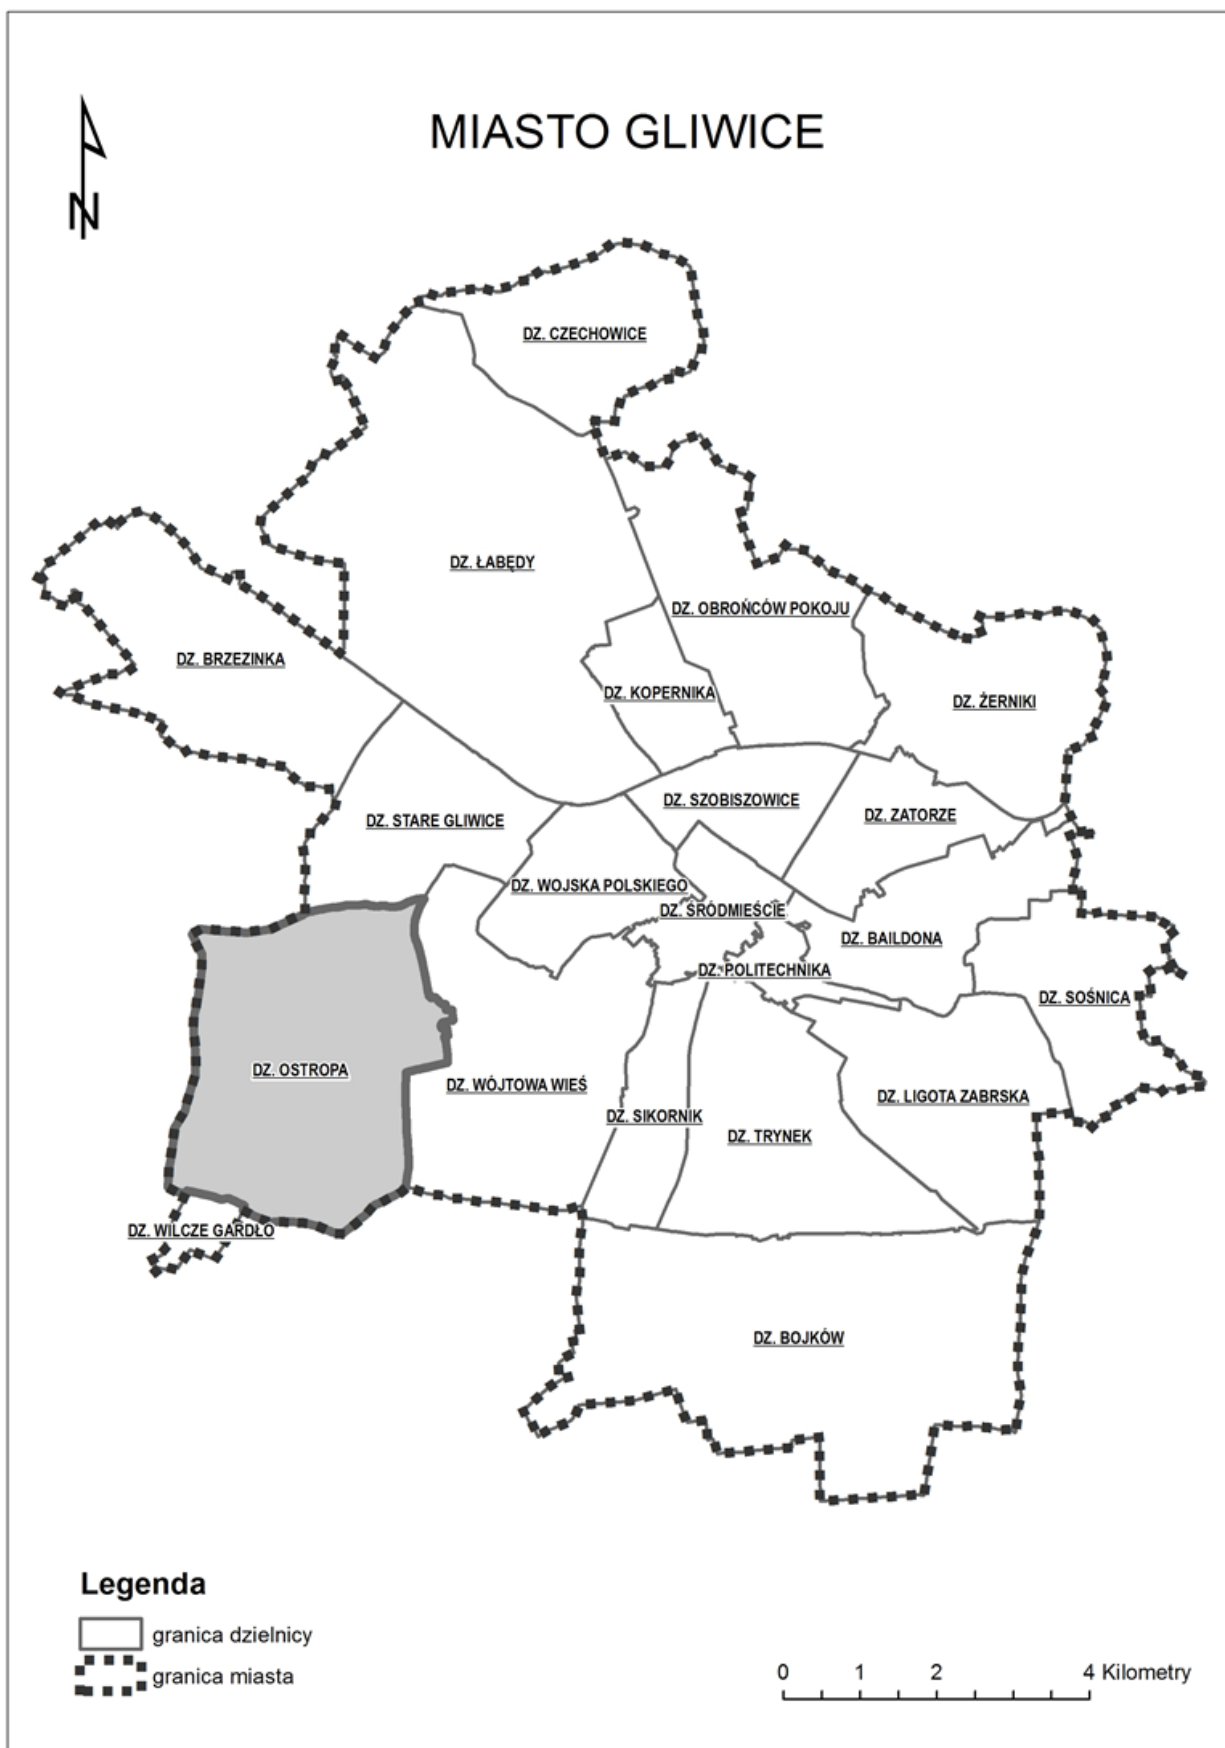 MIASTO GLIWICE
N
DZ. CZECHOWICE
DZ. ŁABĘDY
DZ. OBROŃCÓW POKOJU
DZ. BRZEZINKA
DZ. KOPERNIKA
DZ. ŻERNIKI
DZ. SZOBISZOWICE
DZ. STARE GLIWICE
DZ. ZATORZE
DZ. WOJSKA POLSKIEGO
DZ. ŚRÓDMIEŚCIE
DZ. BAILDONA
DZ. POLITECHNIKA
DZ. SOŚNICA
DZ. OSTROPA
DZ. WÓJTOWA WIEŚ
DZ. LIGOTA ZABRSKA
DZ. SIKORNIK
DZ. TRYNEK
DZ. WILCZE GARDŁO
DZ. BOJKÓW
Legenda
granica dzielnicy
granica miasta
0 1 2 4 Kilometry